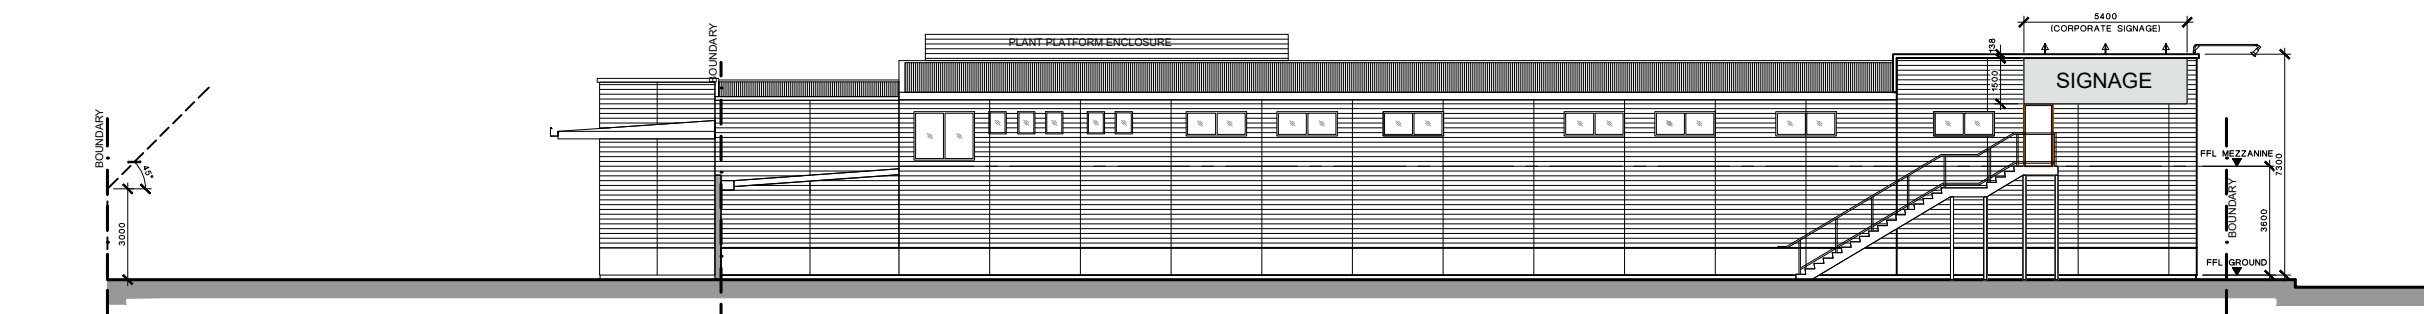 5400
(CORPORATE SIGNAGE)
BOUNDARY
PLANT PLATFORM ENCLOSURE
138
1500
SIGNAGE
BOUNDARY
45°
FFL MEZZANINE
7300
3000
BOUNDARY
3600
FFL GROUND